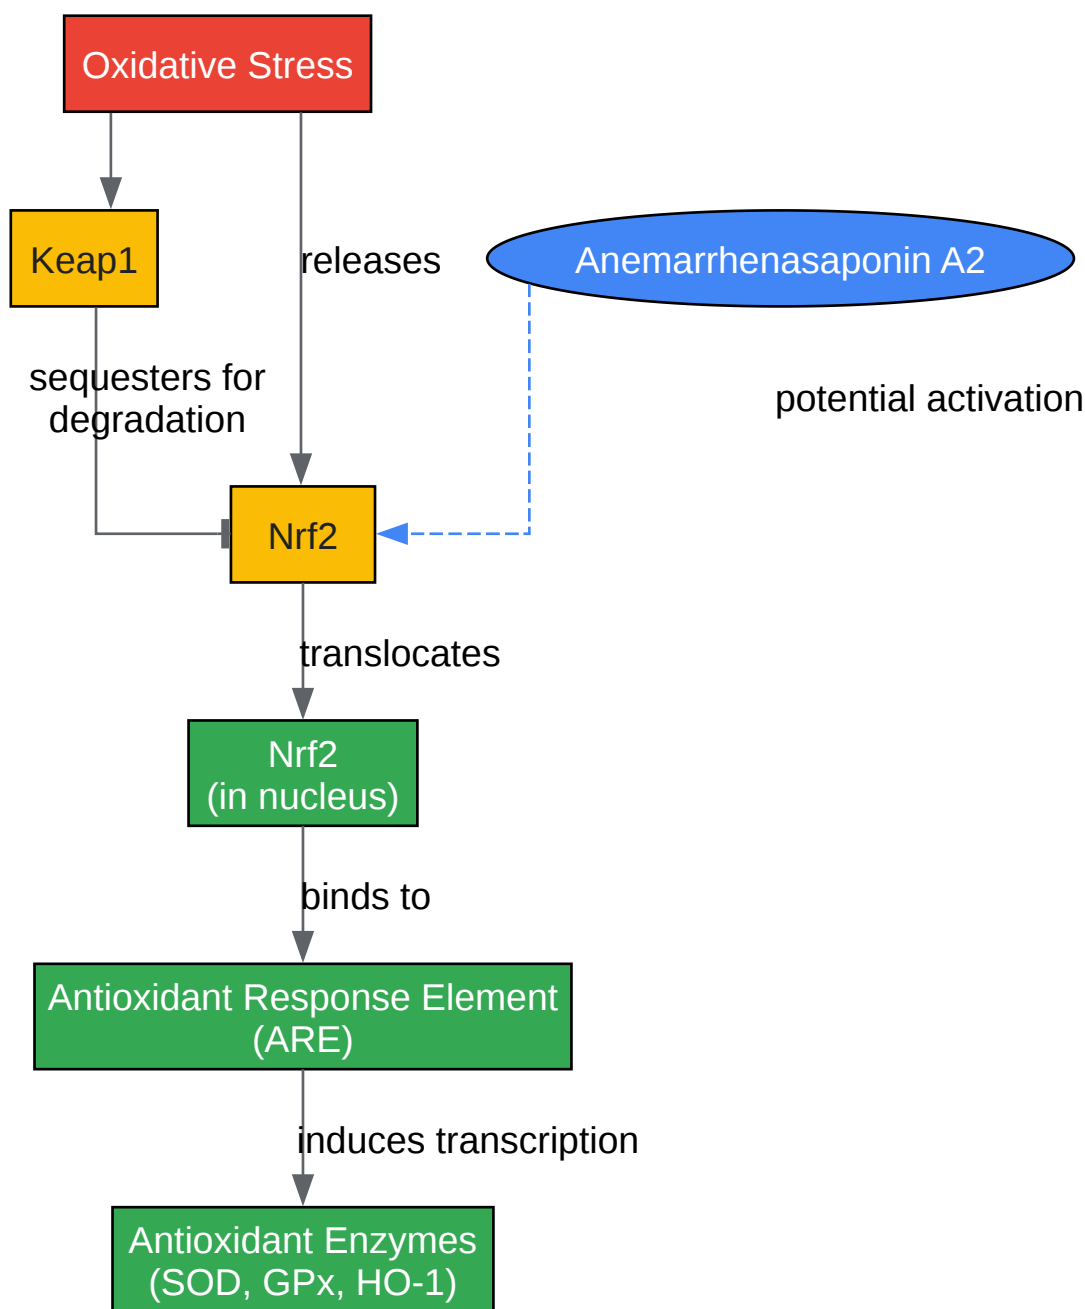 Oxidative Stress
Keap1
releases
Anemarrhenasaponin A2
sequesters for
degradation
potential activation
Nrf2
translocates
Nrf2
(in nucleus)
binds to
Antioxidant Response Element
(ARE)
induces transcription
Antioxidant Enzymes
(SOD, GPx, HO-1)